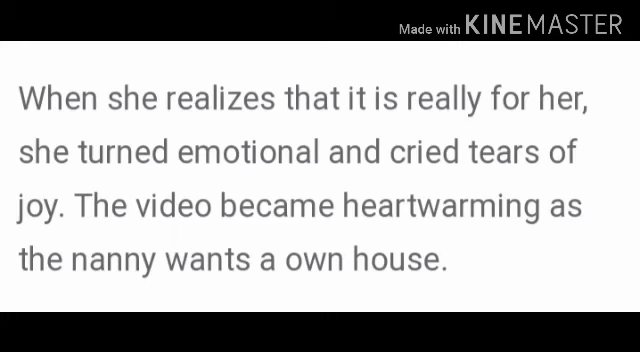 Made with KINEMASTER
When she realizes that it is really for her,
she turned emotional and cried tears of
joy. The video became heartwarming as
the nanny wants a own house.